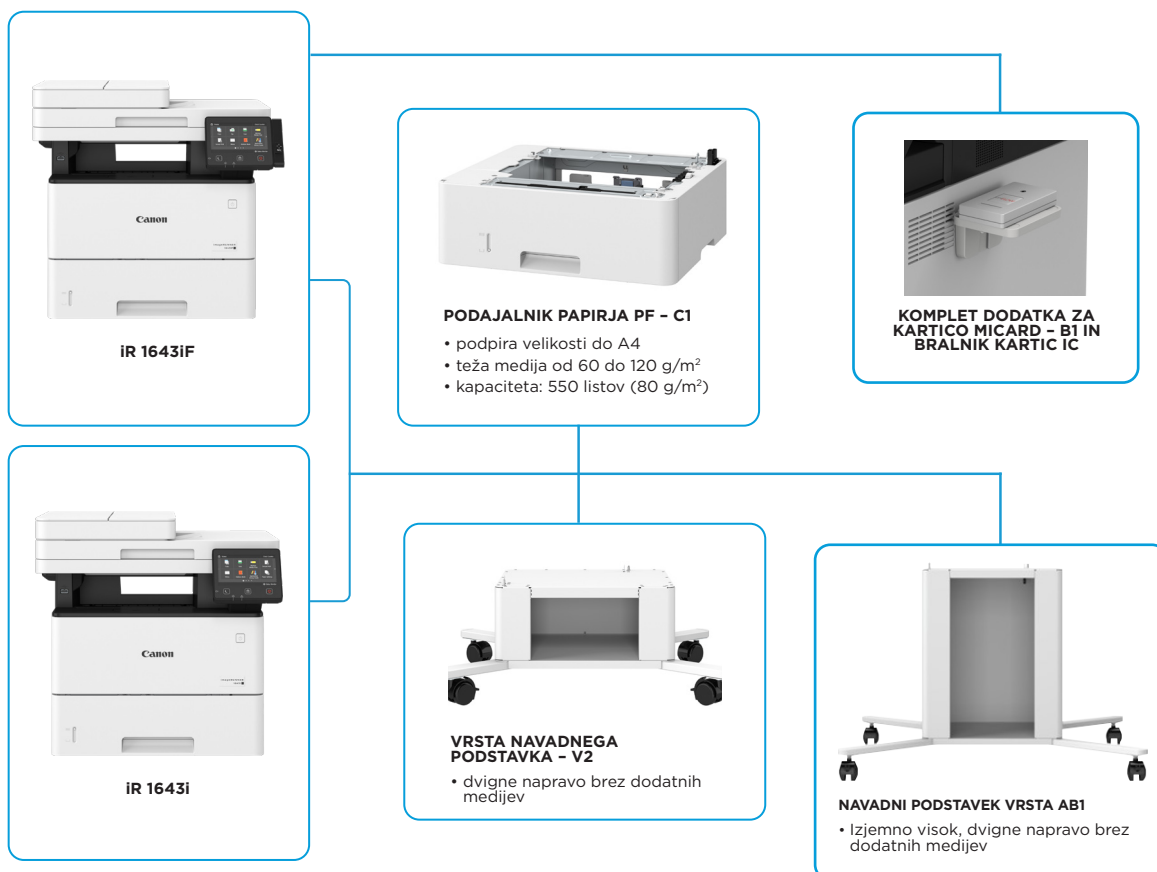 Canon
iR 1643iF
PODAJALNIK PAPIRJA PF – C1
• podpira velikosti do A4
• teža medija od 60 do 120 g/m²
• kapaciteta: 550 listov (80 g/m²)
KOMPLET DODATKA ZA
KARTICO MICARD – B1 IN
BRALNIK KARTIC IC
Canon
iR 1643i
VRSTA NAVADNEGA
PODSTAVKA – V2
• dvigne napravo brez dodatnih
medijev
NAVADNI PODSTAVEK VRSTA AB1
• Izjemno visok, dvigne napravo brez
dodatnih medijev